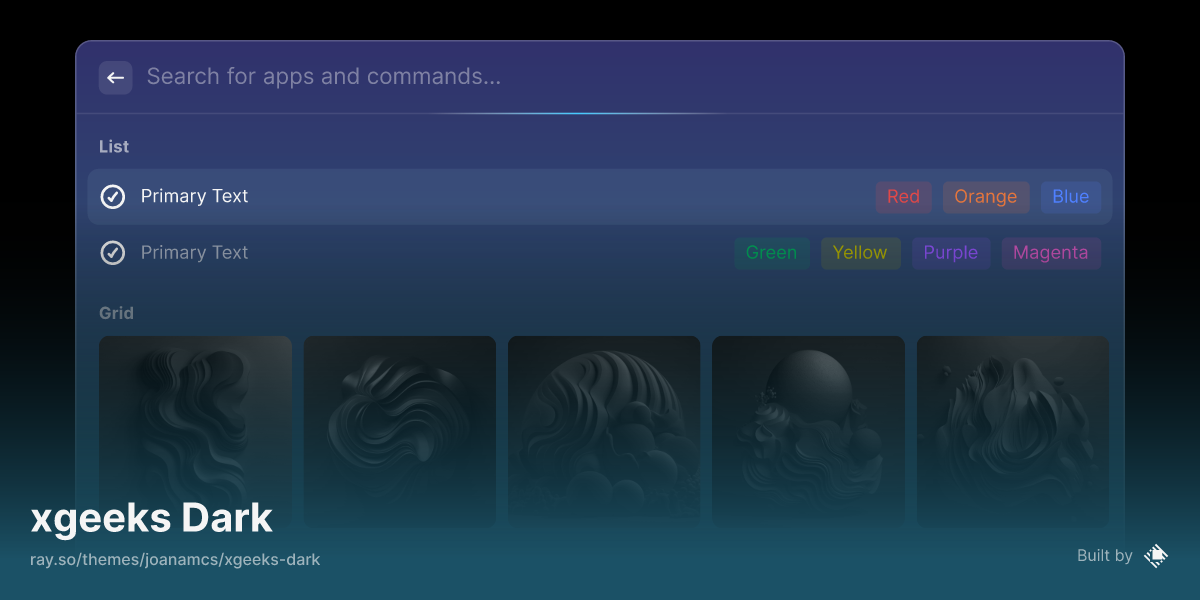 Search for apps and commands...
List
Primary Text Red Orange Blue
Primary Text Green Yellow Purple Magenta
Grid
xgeeks Dark
ray.so/themes/joanamcs/xgeeks-dark
Built by